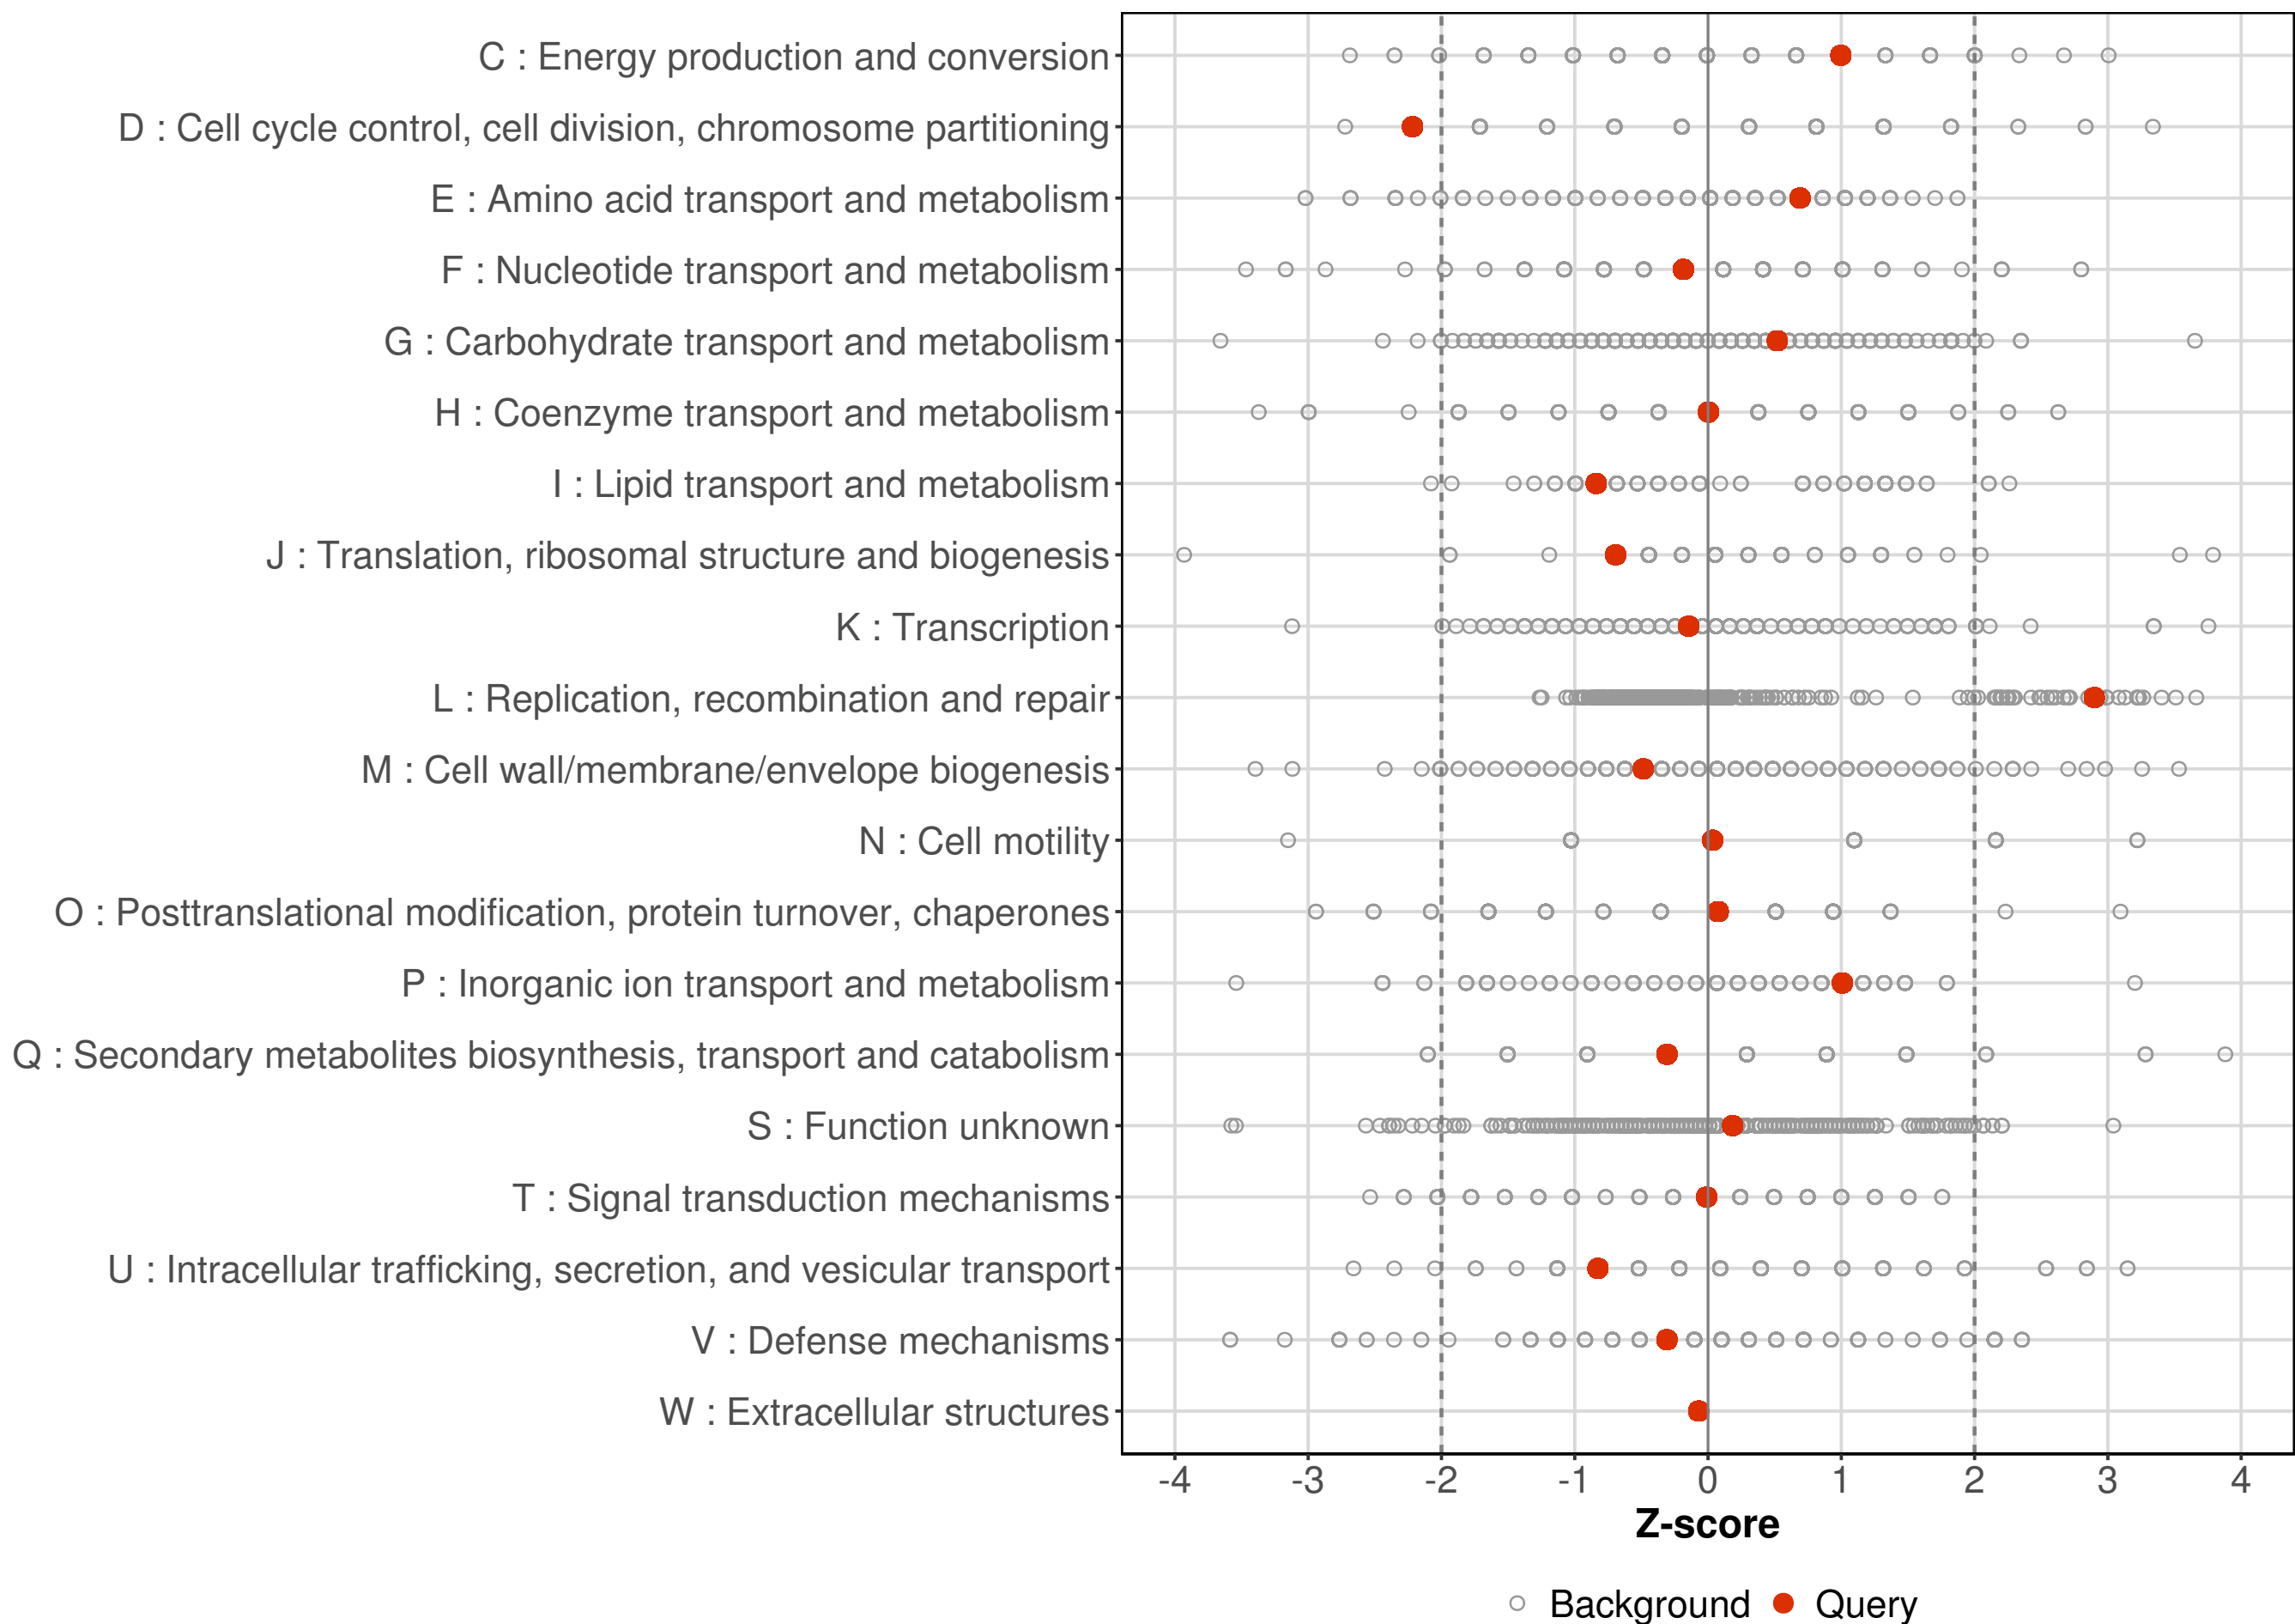 C : Energy production and conversion
D : Cell cycle control, cell division, chromosome partitioning
E : Amino acid transport and metabolism
F : Nucleotide transport and metabolism
G : Carbohydrate transport and metabolism
H : Coenzyme transport and metabolism
I : Lipid transport and metabolism
J : Translation, ribosomal structure and biogenesis
K : Transcription
L : Replication, recombination and repair
M : Cell wall/membrane/envelope biogenesis
N : Cell motility
O : Posttranslational modification, protein turnover, chaperones
P : Inorganic ion transport and metabolism
Q : Secondary metabolites biosynthesis, transport and catabolism
S : Function unknown
T : Signal transduction mechanisms
U : Intracellular trafficking, secretion, and vesicular transport
V : Defense mechanisms
W : Extracellular structures
-4 -3 -2 -1 0 1 2 3 4
Z-score
Background Query